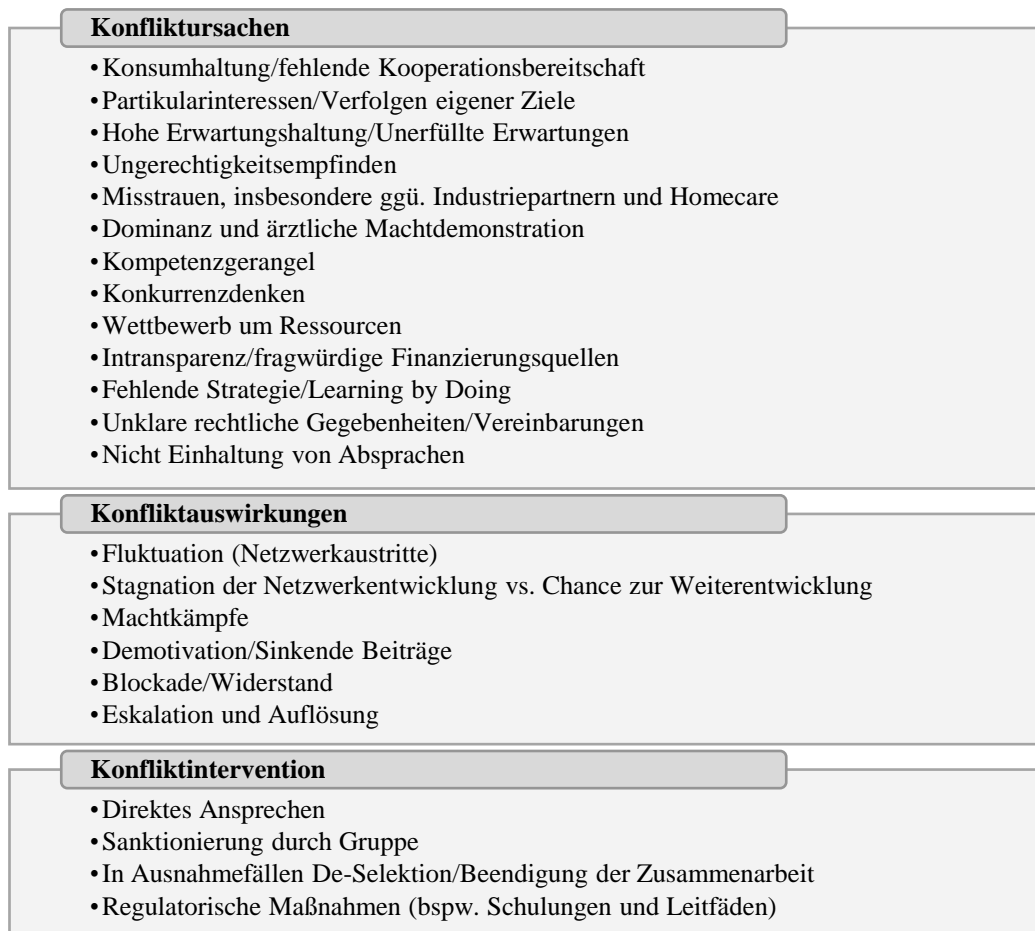 Konfliktursachen
•Konsumhaltung/fehlende Kooperationsbereitschaft
•Partikularinteressen/Verfolgen eigener Ziele
•Hohe Erwartungshaltung/Unerfüllte Erwartungen
•Ungerechtigkeitsempfinden
•Misstrauen, insbesondere ggü. Industriepartnern und Homecare
•Dominanz und ärztliche Machtdemonstration
•Kompetenzgerangel
•Konkurrenzdenken
•Wettbewerb um Ressourcen
•Intransparenz/fragwürdige Finanzierungsquellen
•Fehlende Strategie/Learning by Doing
•Unklare rechtliche Gegebenheiten/Vereinbarungen
•Nicht Einhaltung von Absprachen
Konfliktauswirkungen
•Fluktuation (Netzwerkaustritte)
•Stagnation der Netzwerkentwicklung vs. Chance zur Weiterentwicklung
•Machtkämpfe
•Demotivation/Sinkende Beiträge
•Blockade/Widerstand
•Eskalation und Auflösung
Konfliktintervention
•Direktes Ansprechen
•Sanktionierung durch Gruppe
•In Ausnahmefällen De-Selektion/Beendigung der Zusammenarbeit
•Regulatorische Maßnahmen (bspw. Schulungen und Leitfäden)